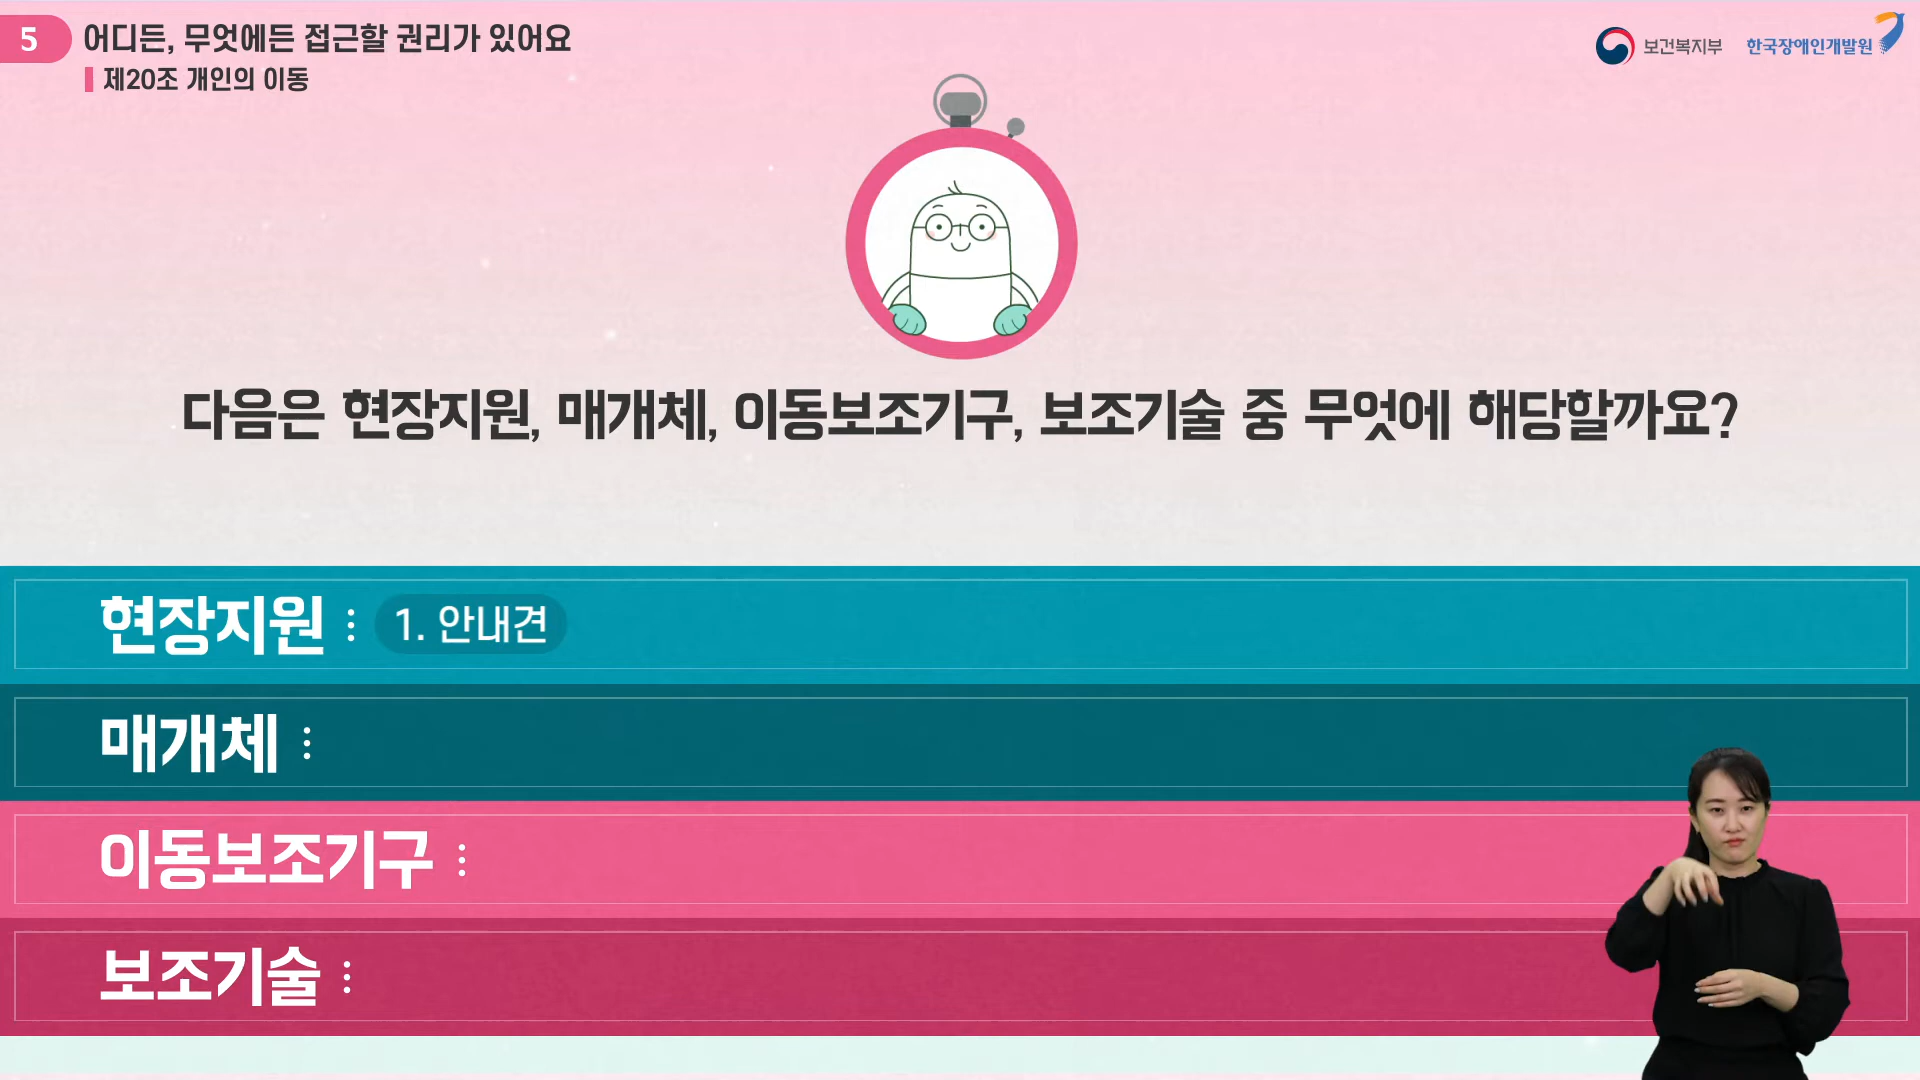 5
어디든, 무엇에든 접근할 권리가 있어요
제20조 개인의 이동
보건복지부
한국장애인개발원
다음은 현장지원, 매개체, 이동보조기구, 보조기술 중 무엇에 해당할까요?
현장지원 : 1. 안내견
매개체 :
이동보조기구 :
보조기술 :